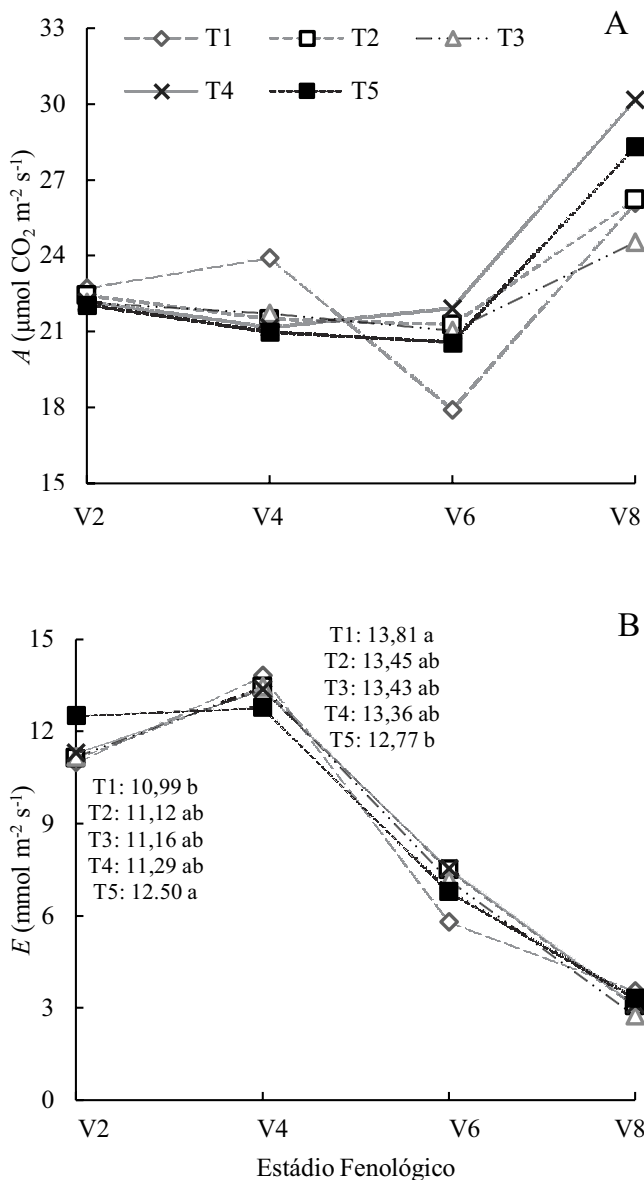 A
T1 T2 T3
T4 T5
33
30
27
24
21
18
15
A (µmol CO2 m-2 s-1)
V2 V4 V6 V8
B
15
12
9
6
3
0
E (mmol m-2 s-1)
T1: 13,81 a
T2: 13,45 ab
T3: 13,43 ab
T4: 13,36 ab
T5: 12,77 b
T1: 10,99 b
T2: 11,12 ab
T3: 11,16 ab
T4: 11,29 ab
T5: 12.50 a
V2 V4 V6 V8
Estádio Fenológico